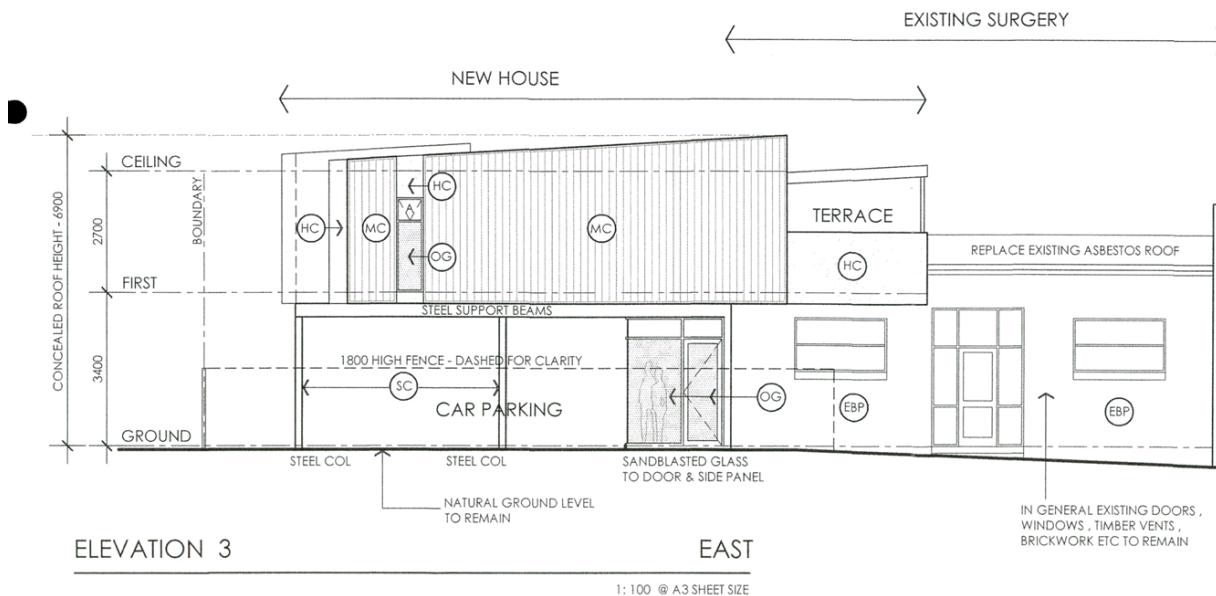 EXISTING SURGERY
NEW HOUSE
CEILING
BOUNDARY
CONCEALED ROOF HEIGHT - 6900
2700
HC
A
HC
MC
MC
OG
TERRACE
HC
REPLACE EXISTING ASBESTOS ROOF
FIRST
STEEL SUPPORT BEAMS
3400
1800 HIGH FENCE - DASHED FOR CLARITY
SC
CAR PARKING
OG
EBP
EBP
GROUND
STEEL COL
STEEL COL
SANDBLASTED GLASS
TO DOOR & SIDE PANEL
NATURAL GROUND LEVEL
TO REMAIN
IN GENERAL EXISTING DOORS ,
WINDOWS , TIMBER VENTS ,
BRICKWORK ETC TO REMAIN
ELEVATION 3
EAST
1: 100 @ A3 SHEET SIZE